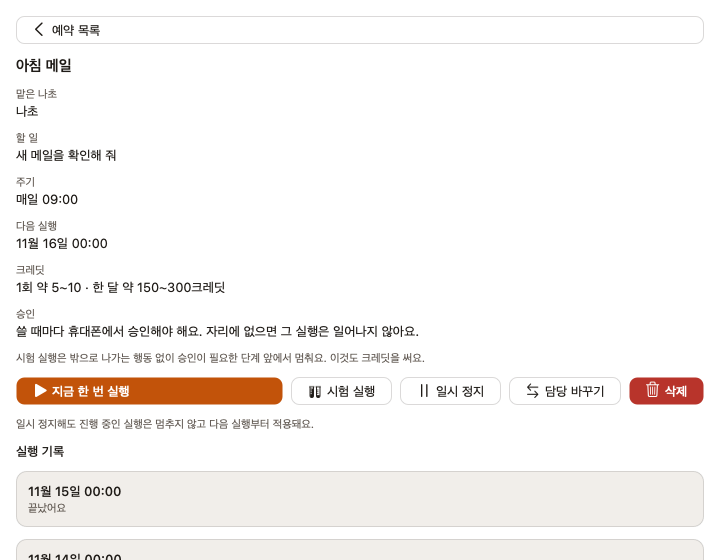 예약 목록
아침 메일
맡은 나초
나초
할 일
새 메일을 확인해 줘
주기
매일 09:00
다음 실행
11월 16일 00:00
크레딧
1회 약 5~10 · 한 달 약 150~300크레딧
승인
쓸 때마다 휴대폰에서 승인해야 해요. 자리에 없으면 그 실행은 일어나지 않아요.
시험 실행은 밖으로 나가는 행동 없이 승인이 필요한 단계 앞에서 멈춰요. 이것도 크레딧을 써요.
지금 한 번 실행 시험 실행 일시 정지 담당 바꾸기 삭제
일시 정지해도 진행 중인 실행은 멈추지 않고 다음 실행부터 적용돼요.
실행 기록
11월 15일 00:00
끝났어요
11월 14일 00:00